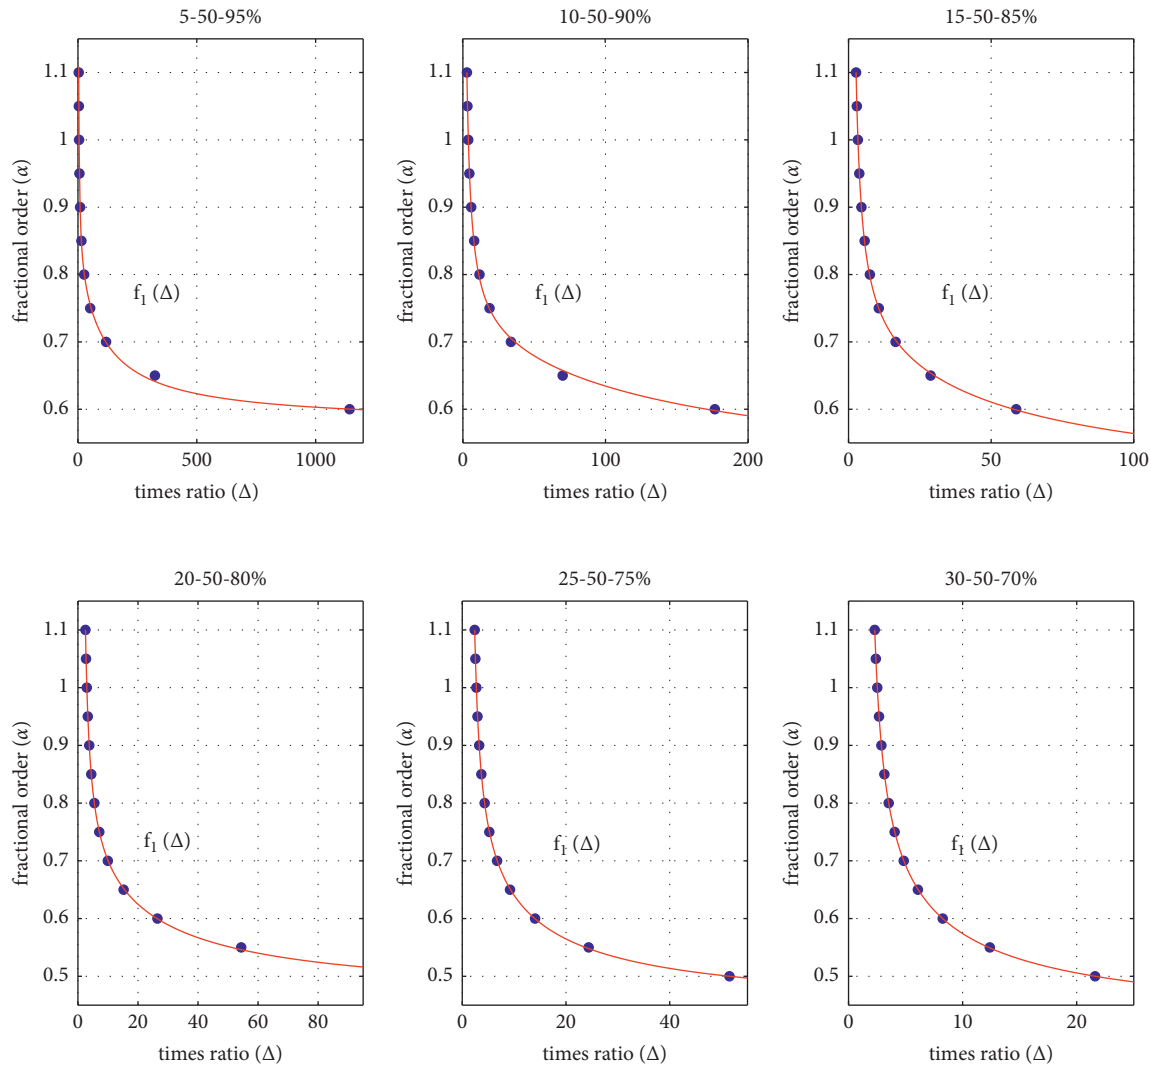 5-50-95%
fractional order (α)
1.1
1
0.9
0.8
0.7
0.6
f1 (Δ)
0 500 1000
times ratio (Δ)
10-50-90%
fractional order (α)
1.1
1
0.9
0.8
0.7
0.6
f1 (Δ)
0 100 200
times ratio (Δ)
15-50-85%
fractional order (α)
1.1
1
0.9
0.8
0.7
0.6
f1 (Δ)
0 50 100
times ratio (Δ)
20-50-80%
fractional order (α)
1.1
1
0.9
0.8
0.7
0.6
0.5
f1 (Δ)
0 20 40 60 80
times ratio (Δ)
25-50-75%
fractional order (α)
1.1
1
0.9
0.8
0.7
0.6
0.5
f1 (Δ)
0 20 40
times ratio (Δ)
30-50-70%
fractional order (α)
1.1
1
0.9
0.8
0.7
0.6
0.5
f1 (Δ)
0 10 20
times ratio (Δ)